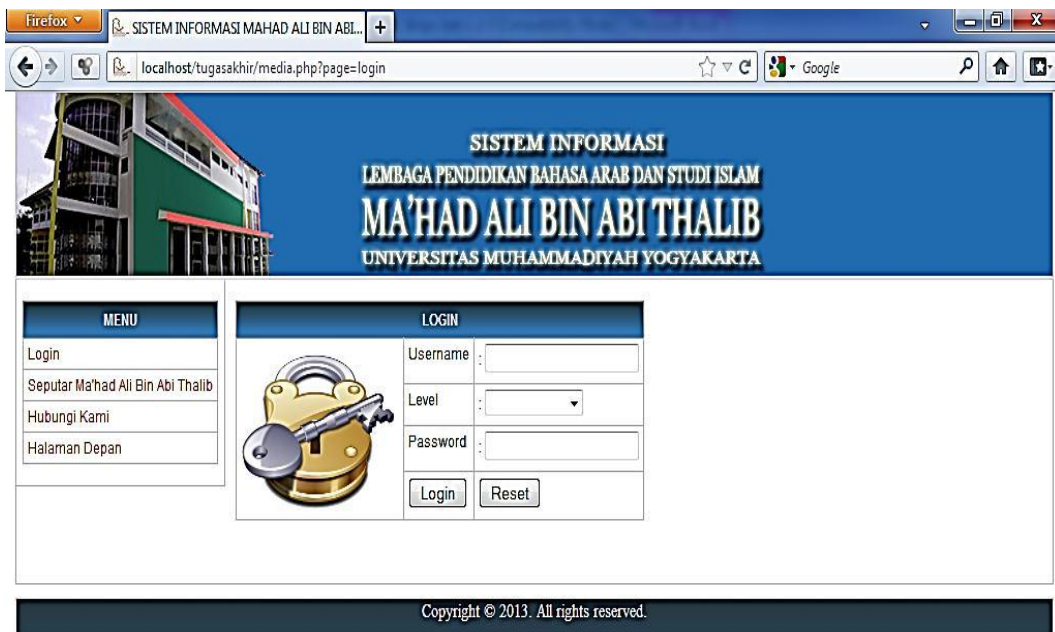 Firefox
SISTEM INFORMASI MAHAD ALI BIN ABI...
localhost/tugasakhir/media.php?page=login
Google
SISTEM INFORMASI
LEMBAGA PENDIDIKAN BAHASA ARAB DAN STUDI ISLAM
MA'HAD ALI BIN ABI THALIB
UNIVERSITAS MUHAMMADIYAH YOGYAKARTA
MENU
Login
Seputar Ma'had Ali Bin Abi Thalib
Hubungi Kami
Halaman Depan
LOGIN
Username :
Level :
Password :
Login Reset
Copyright © 2013. All rights reserved.